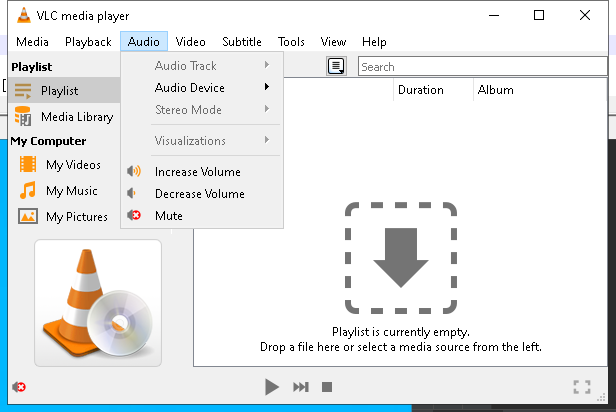 VLC media player
Media Playback Audio Video Subtitle Tools View Help
Playlist
Playlist
Media Library
My Computer
My Videos
My Music
My Pictures
Audio Track
Audio Device
Stereo Mode
Visualizations
Increase Volume
Decrease Volume
Mute
Search
Duration Album
Playlist is currently empty.
Drop a file here or select a media source from the left.